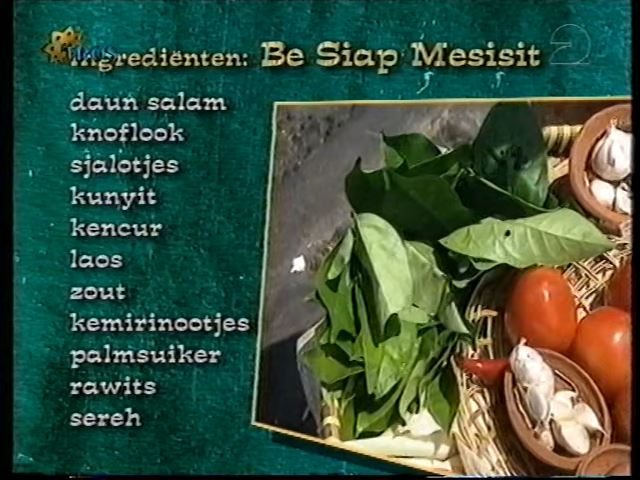 Ingrediënten: Be Siap Mesisit
daun salam
knoflook
sjalotjes
kunyit
kencur
laos
zout
kemirinootjes
palmsuiker
rawits
sereh